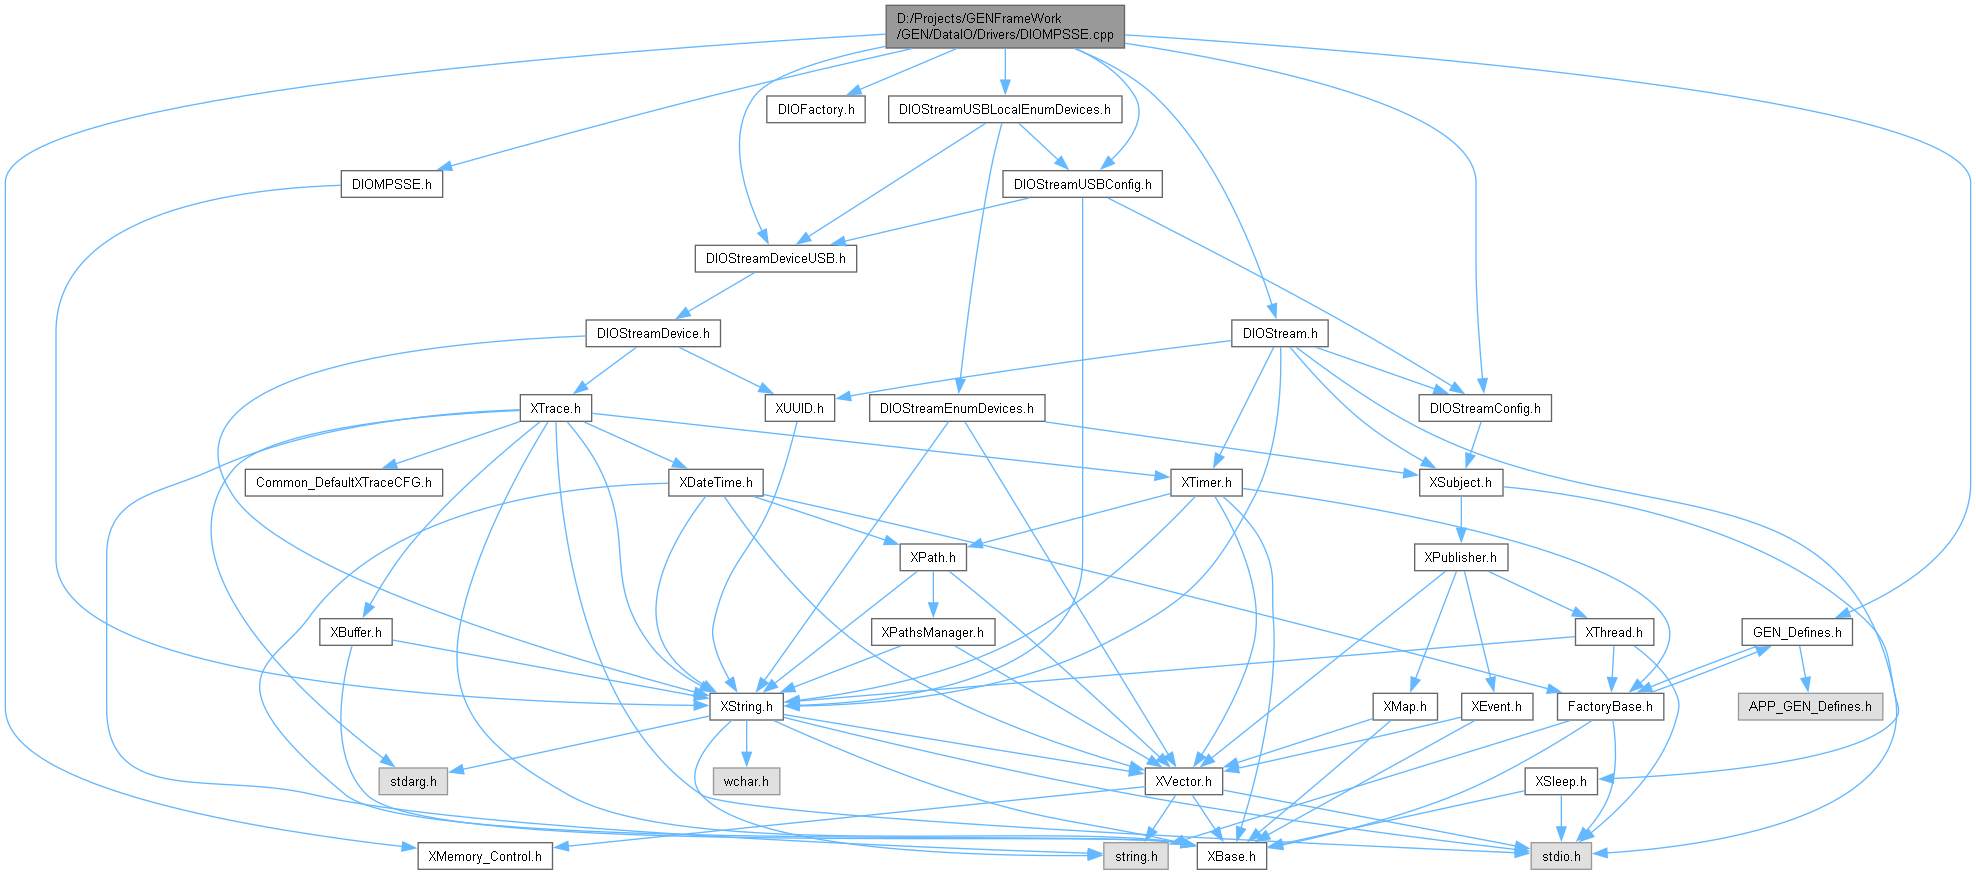 D:/Projects/GENFrameWork
/GEN/DataIO/Drivers/DIOMPSSE.cpp
DIOFactory.h
DIOStreamUSBLocalEnumDevices.h
DIOMPSSE.h
DIOStreamUSBConfig.h
DIOStreamDeviceUSB.h
DIOStreamDevice.h
DIOStream.h
XTrace.h
XUUID.h
DIOStreamEnumDevices.h
DIOStreamConfig.h
Common_DefaultXTraceCFG.h
XDateTime.h
XTimer.h
XSubject.h
XPath.h
XPublisher.h
XBuffer.h
XPathsManager.h
XThread.h
GEN_Defines.h
XString.h
XMap.h
XEvent.h
FactoryBase.h
APP_GEN_Defines.h
stdarg.h
wchar.h
XVector.h
XSleep.h
XMemory_Control.h
string.h
XBase.h
stdio.h